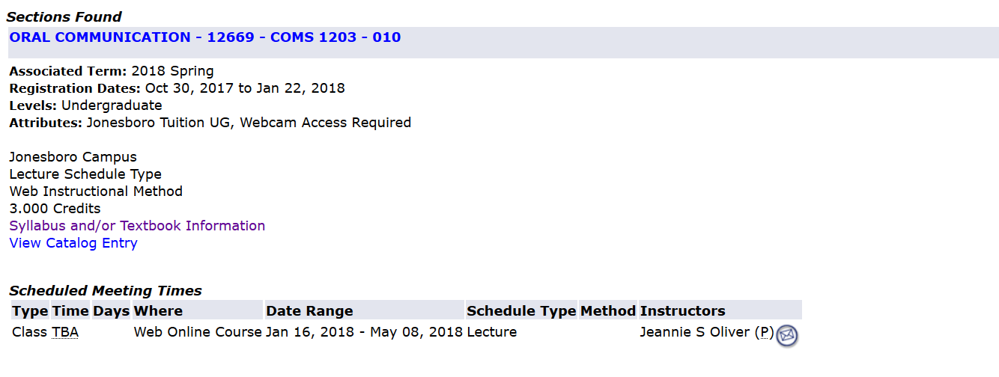 Sections Found
ORAL COMMUNICATION - 12669 - COMS 1203 - 010
Associated Term: 2018 Spring
Registration Dates: Oct 30, 2017 to Jan 22, 2018
Levels: Undergraduate
Attributes: Jonesboro Tuition UG, Webcam Access Required
Jonesboro Campus
Lecture Schedule Type
Web Instructional Method
3.000 Credits
Syllabus and/or Textbook Information
View Catalog Entry
Scheduled Meeting Times
Type Time Days Where Date Range Schedule Type Method Instructors
Class TBA Web Online Course Jan 16, 2018 - May 08, 2018 Lecture Jeannie S Oliver (P)